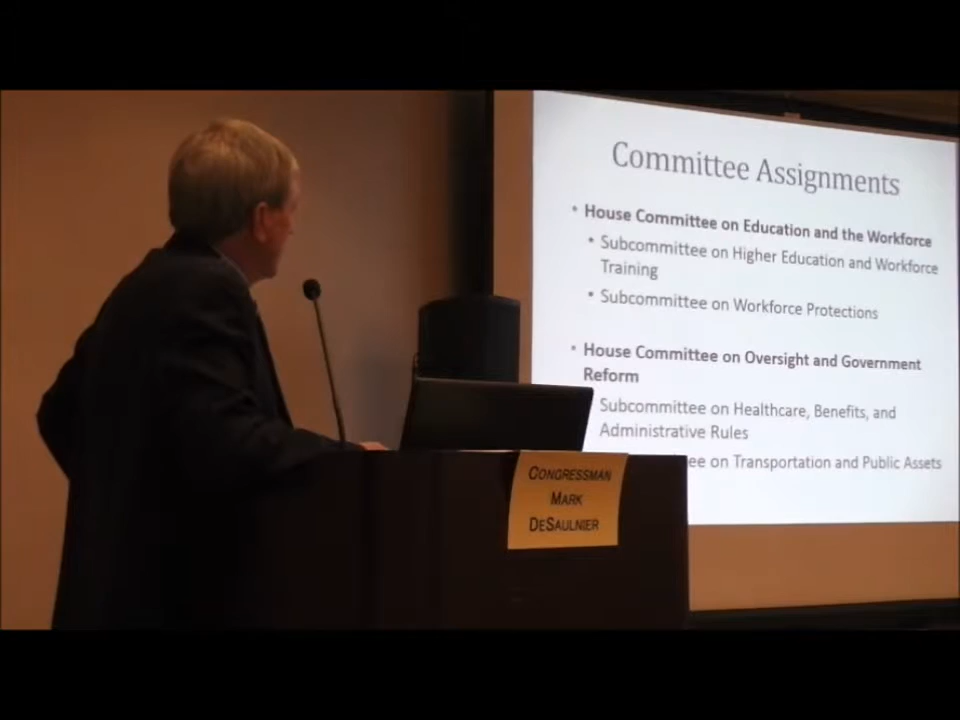 Committee Assignments
• House Committee on Education and the Workforce
• Subcommittee on Higher Education and Workforce
Training
• Subcommittee on Workforce Protections
• House Committee on Oversight and Government
Reform
Subcommittee on Healthcare, Benefits, and
Administrative Rules
ee on Transportation and Public Assets
CONGRESSMAN
MARK
DESAULNIER